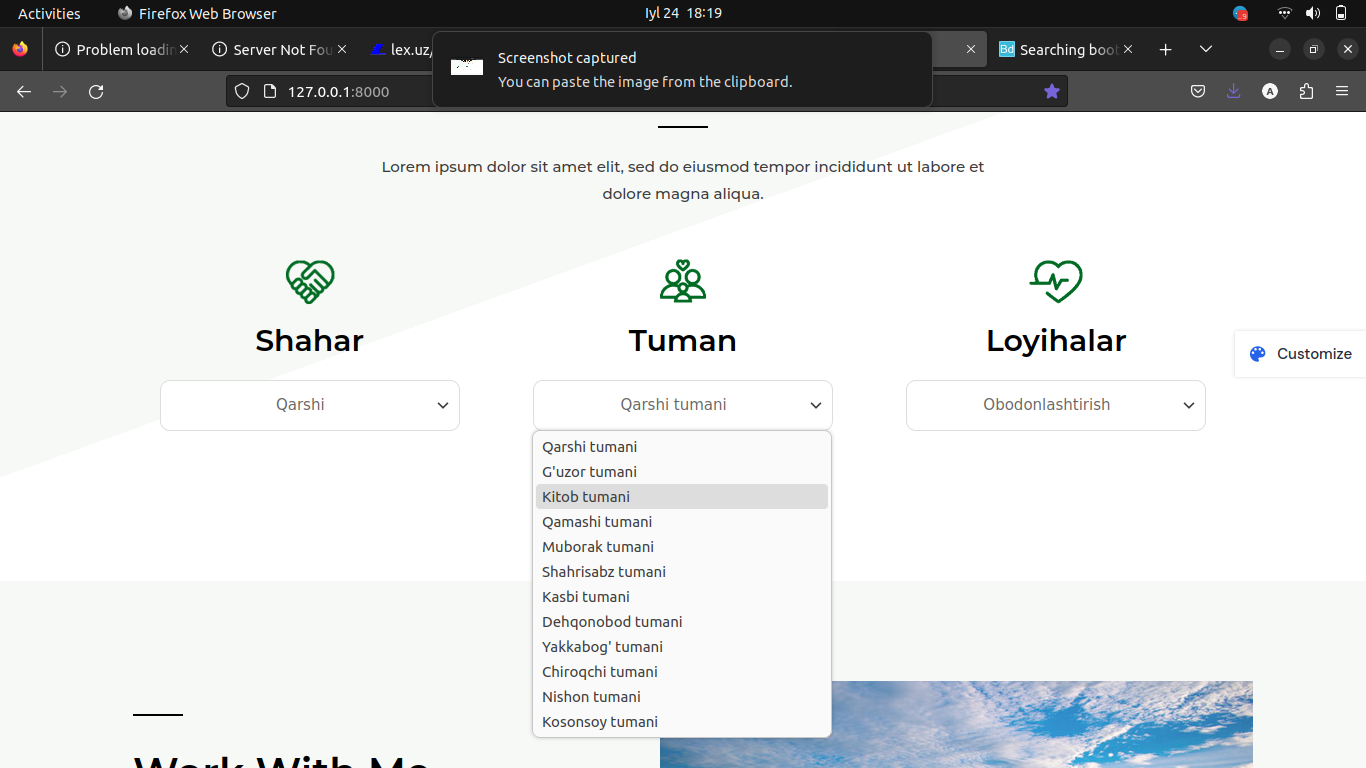 Activities
Firefox Web Browser
Iyl 24 18:19
9
Problem loadin
Server Not Fou
lex.uz/
Bd
Searching boot
Screenshot captured
You can paste the image from the clipboard.
127.0.0.1:8000
A
Lorem ipsum dolor sit amet elit, sed do eiusmod tempor incididunt ut labore et
dolore magna aliqua.
Shahar
Tuman
Loyihalar
Customize
Qarshi
Qarshi tumani
Obodonlashtirish
Qarshi tumani
G'uzor tumani
Kitob tumani
Qamashi tumani
Muborak tumani
Shahrisabz tumani
Kasbi tumani
Dehqonobod tumani
Yakkabog' tumani
Chiroqchi tumani
Nishon tumani
Kosonsoy tumani
Work With Me